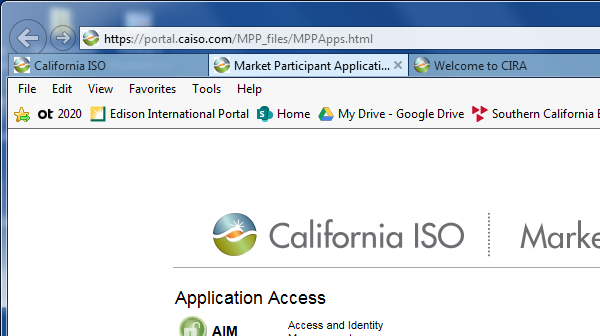 https://portal.caiso.com/MPP_files/MPPApps.html
California ISO Market Participant Applicati... Welcome to CIRA
File Edit View Favorites Tools Help
ot 2020 Edison International Portal Home My Drive - Google Drive Southern California
California ISO Marke
Application Access
AIM Access and Identity